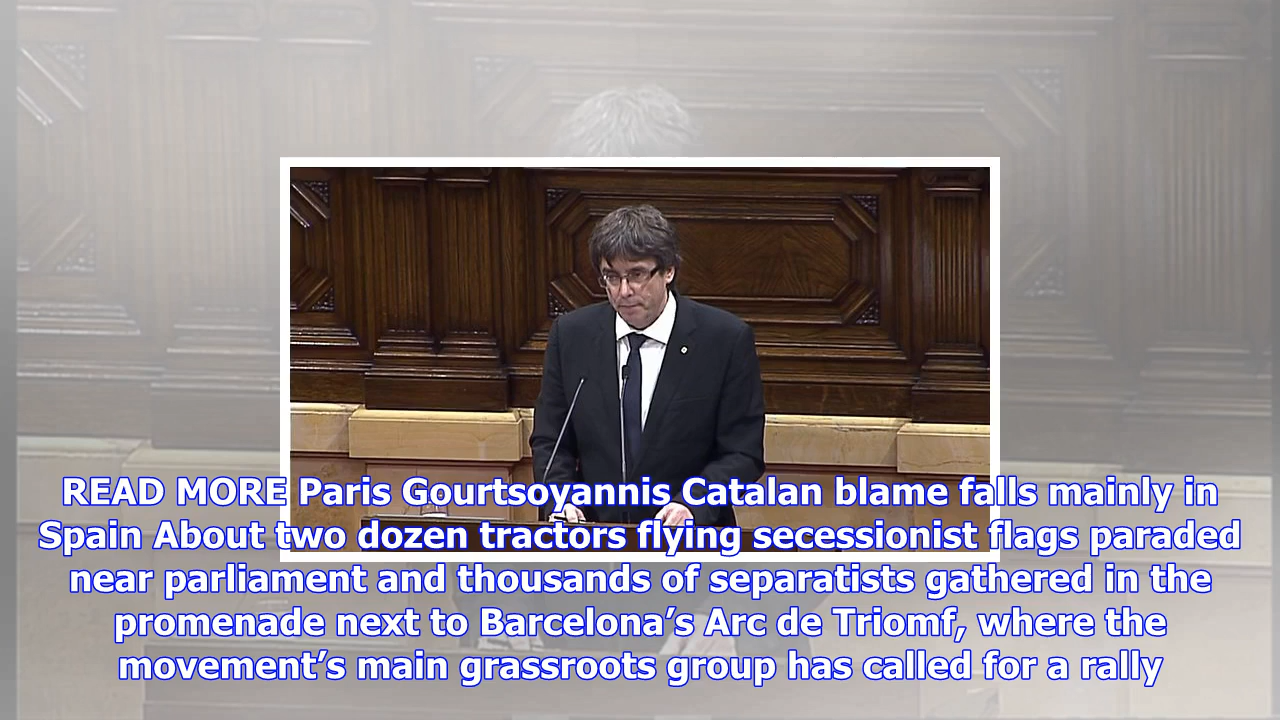 READ MORE Paris Gourtsoyannis Catalan blame falls mainly in
Spain About two dozen tractors flying secessionist flags paraded
near parliament and thousands of separatists gathered in the
promenade next to Barcelona’s Arc de Triomf, where the
movement’s main grassroots group has called for a rally